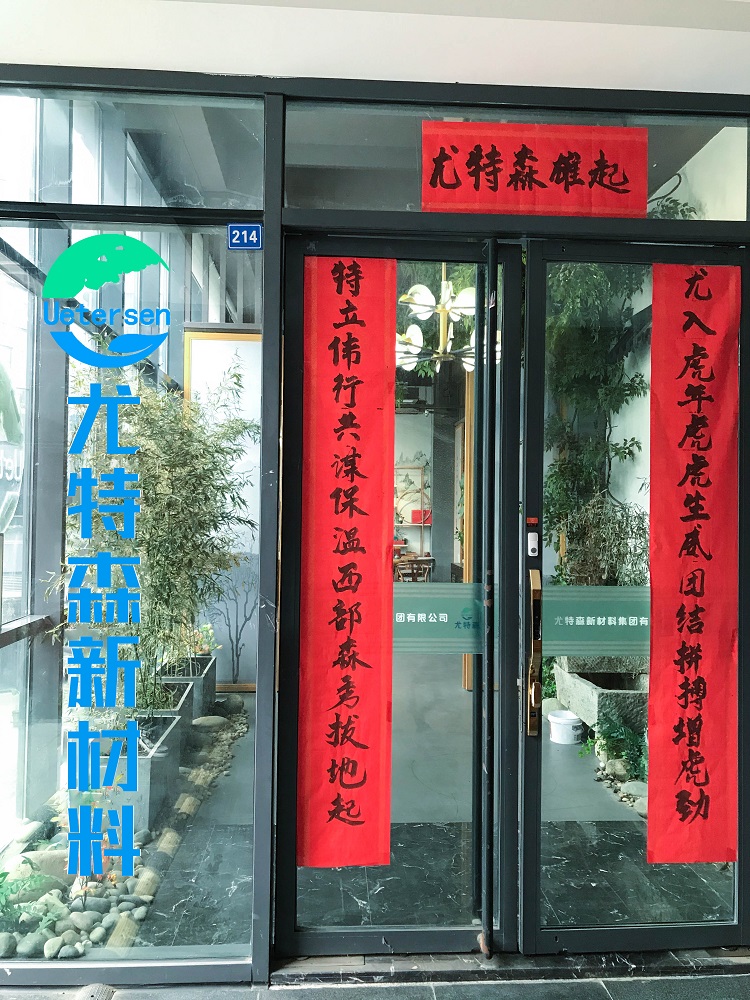 尤特森雄起
214
Uetersen
尤特森新材料
特立伟行共谋保温西部森秀拔地起
尤入虎年虎虎生风团结拼搏增虎劲
团有限公司
尤特森
尤特森新材料集团有